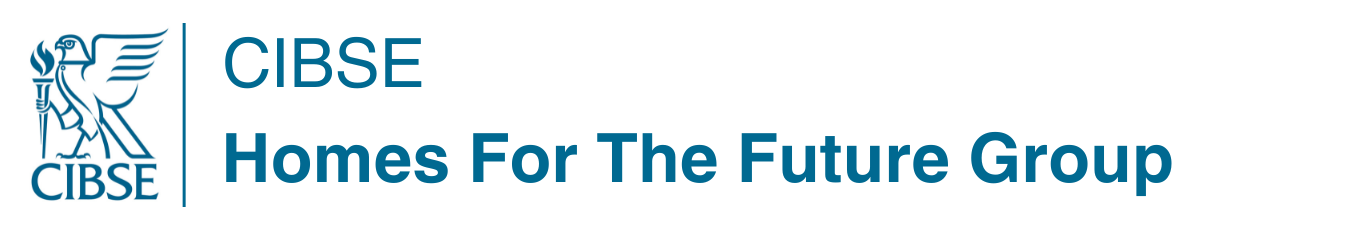 CIBSE
CIBSE
Homes For The Future Group